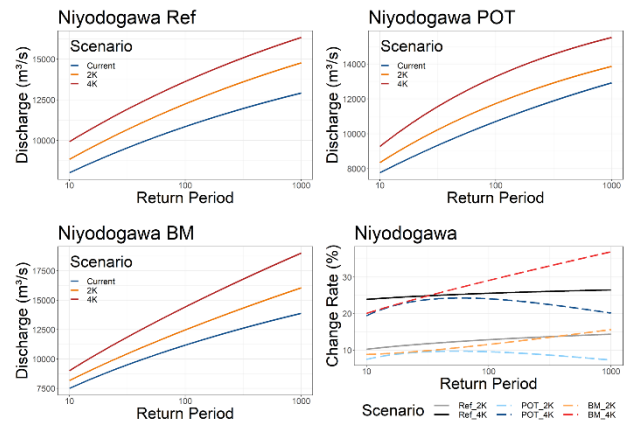 Niyodogawa Ref
Discharge (m³/s)
15000
12500
10000
Scenario
Current
2K
4K
10
100
1000
Return Period
Niyodogawa POT
Discharge (m³/s)
14000
12000
10000
8000
Scenario
Current
2K
4K
10
100
1000
Return Period
Niyodogawa BM
Discharge (m³/s)
17500
15000
12500
10000
7500
Scenario
Current
2K
4K
10
100
1000
Return Period
Niyodogawa
Change Rate (%)
30
20
10
10
100
1000
Return Period
Scenario
Ref_2K POT_2K BM_2K
Ref_4K POT_4K BM_4K